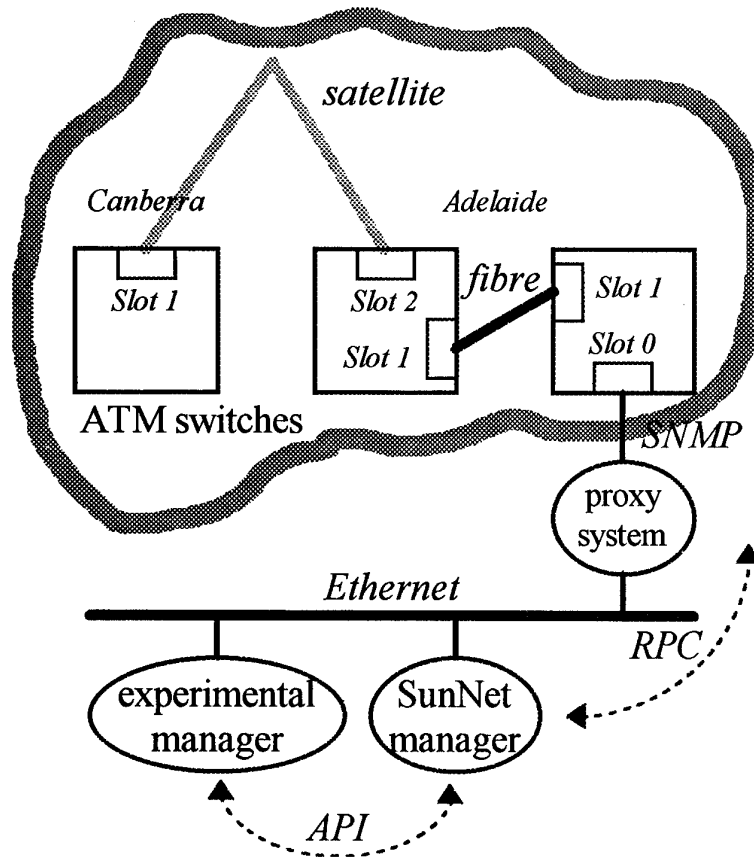 satellite
Canberra
Adelaide
Slot 1
Slot 2
fibre
Slot 1
Slot 1
Slot 0
ATM switches
SNMP
proxy
system
Ethernet
RPC
experimental
manager
SunNet
manager
API